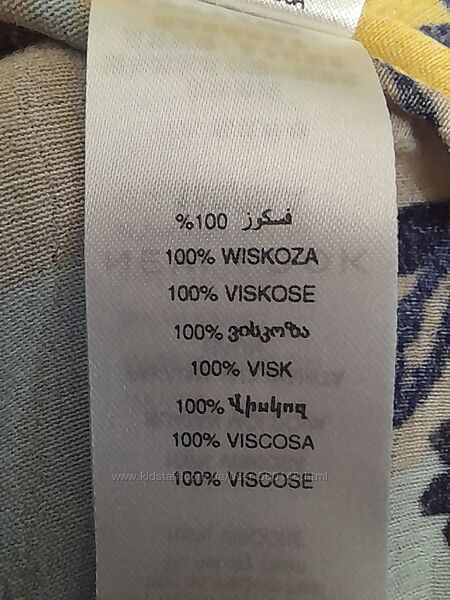 فسكوز 100%
100% WISKOZA
100% VISKOSE
100% ვისკოზა
100% VISK
100% Վիսկոզ
100% VISCOSA
100% VISCOSE